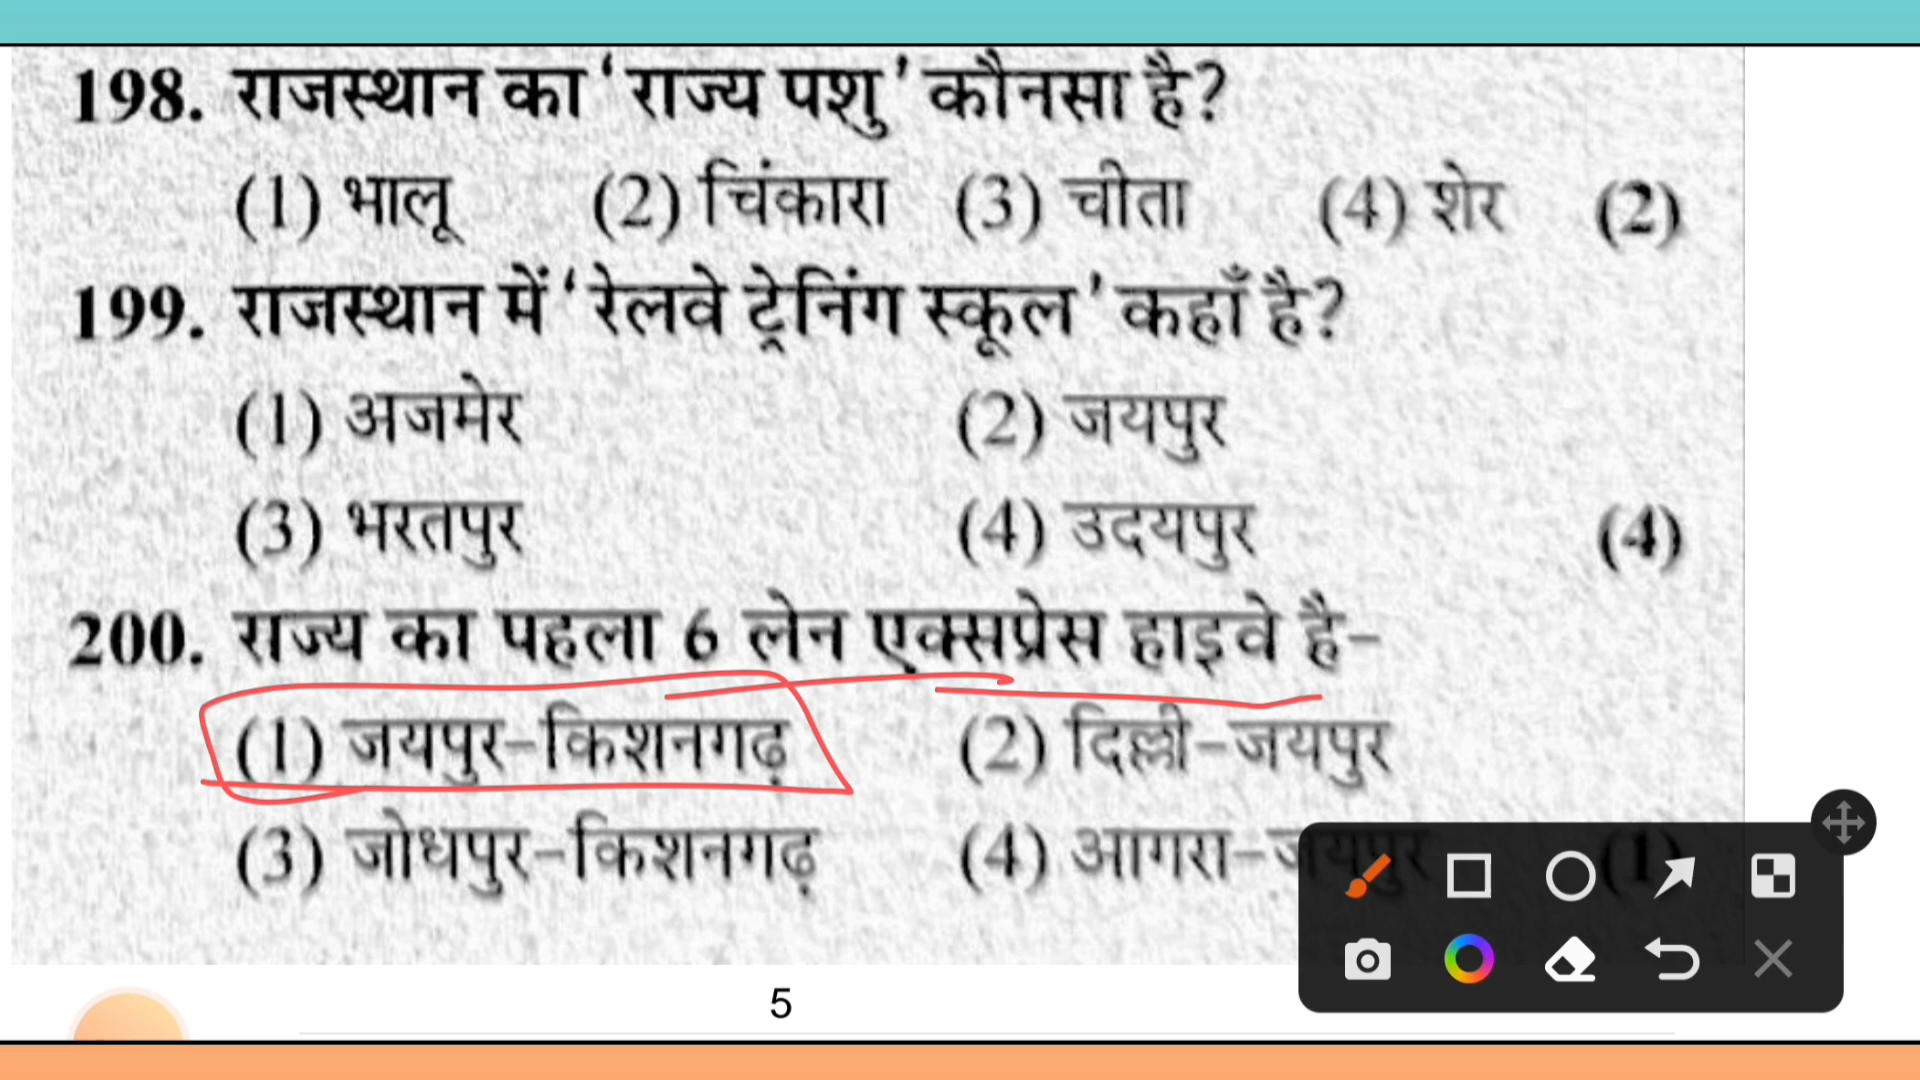 198. राजस्थान का 'राज्य पशु' कौनसा है?
(1) भालू (2) चिंकारा (3) चीता (4) शेर (2)
199. राजस्थान में 'रेलवे ट्रेनिंग स्कूल' कहाँ है?
(1) अजमेर (2) जयपुर
(3) भरतपुर (4) उदयपुर (4)
200. राज्य का पहला 6 लेन एक्सप्रेस हाइवे है-
(1) जयपुर-किशनगढ़ (2) दिल्ली-जयपुर
(3) जोधपुर-किशनगढ़ (4) आगरा-जयपुर (1)
5